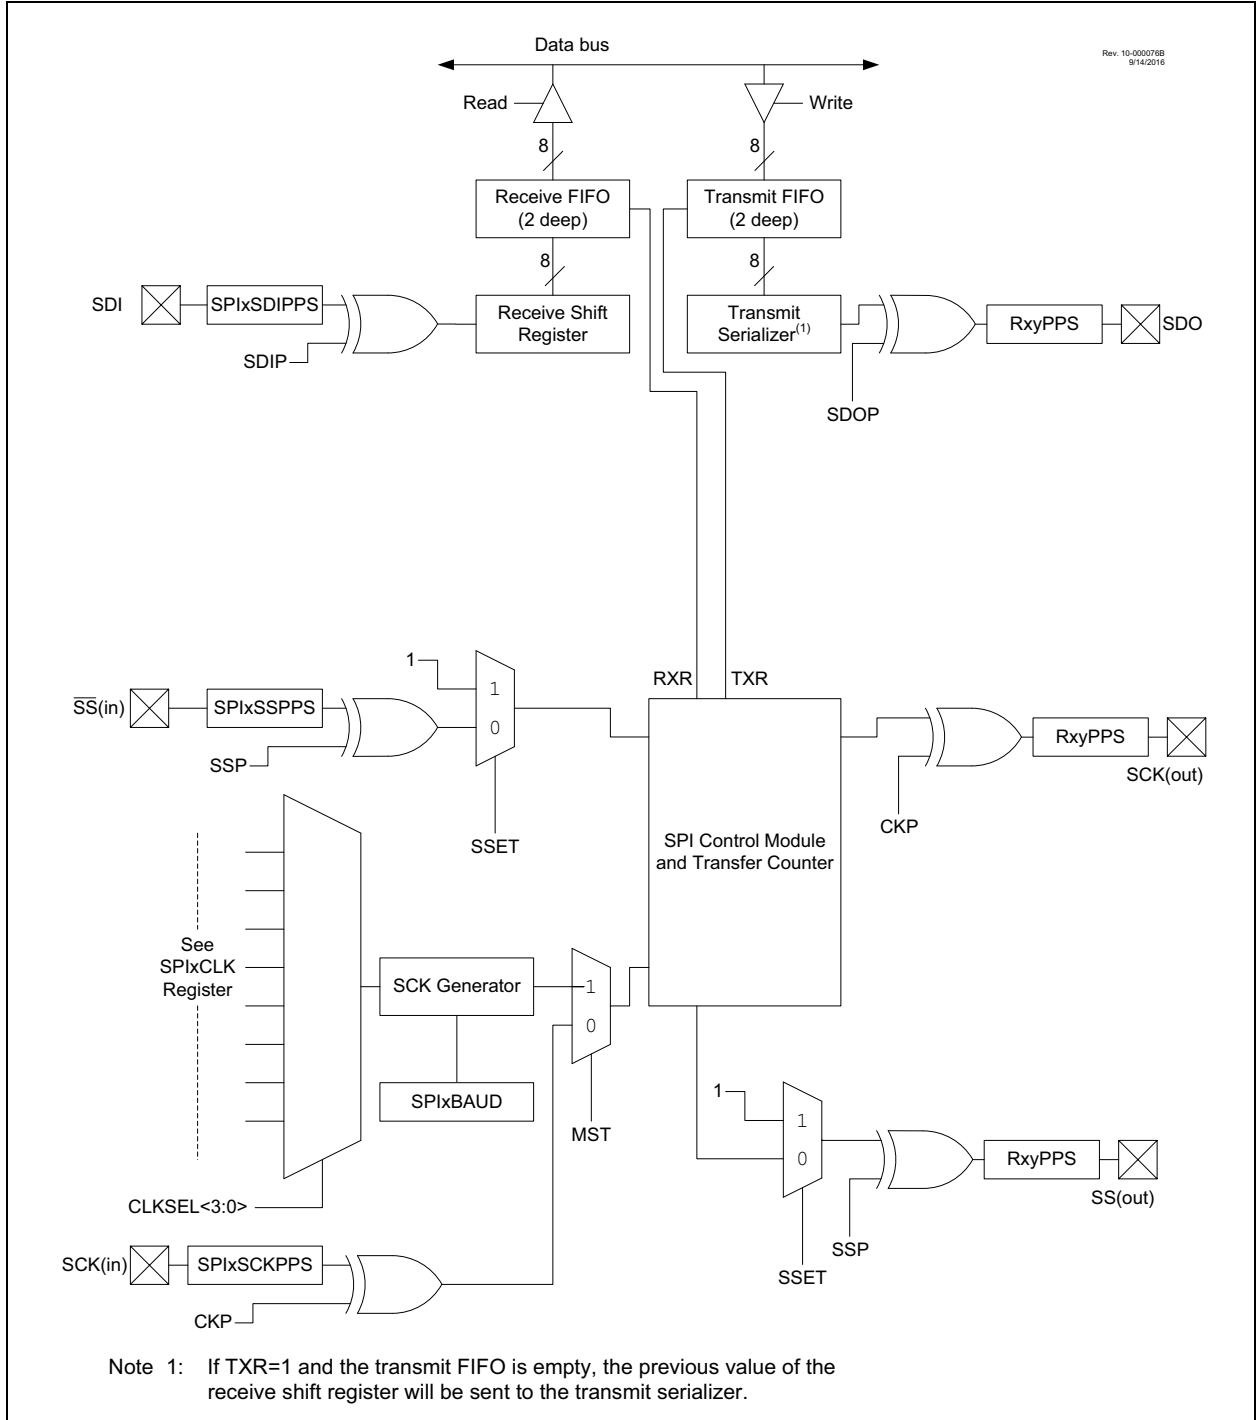 Data bus
Rev. 10-000076B
9/14/2016
Read
Write
8
8
Receive FIFO
(2 deep)
Transmit FIFO
(2 deep)
8
8
SDI
SPIxSDIPPS
SDIP
Receive Shift
Register
Transmit
Serializer(1)
RxyPPS
SDO
SDOP
RXR
TXR
1
1
0
SS(in)
SPIxSSPPS
SSP
SSET
RxyPPS
SCK(out)
CKP
SPI Control Module
and Transfer Counter
See
SPIxCLK
Register
SCK Generator
1
0
SPIxBAUD
MST
CLKSEL<3:0>
1
1
0
RxyPPS
SS(out)
SSP
SSET
SCK(in)
SPIxSCKPPS
CKP
Note 1: If TXR=1 and the transmit FIFO is empty, the previous value of the
receive shift register will be sent to the transmit serializer.